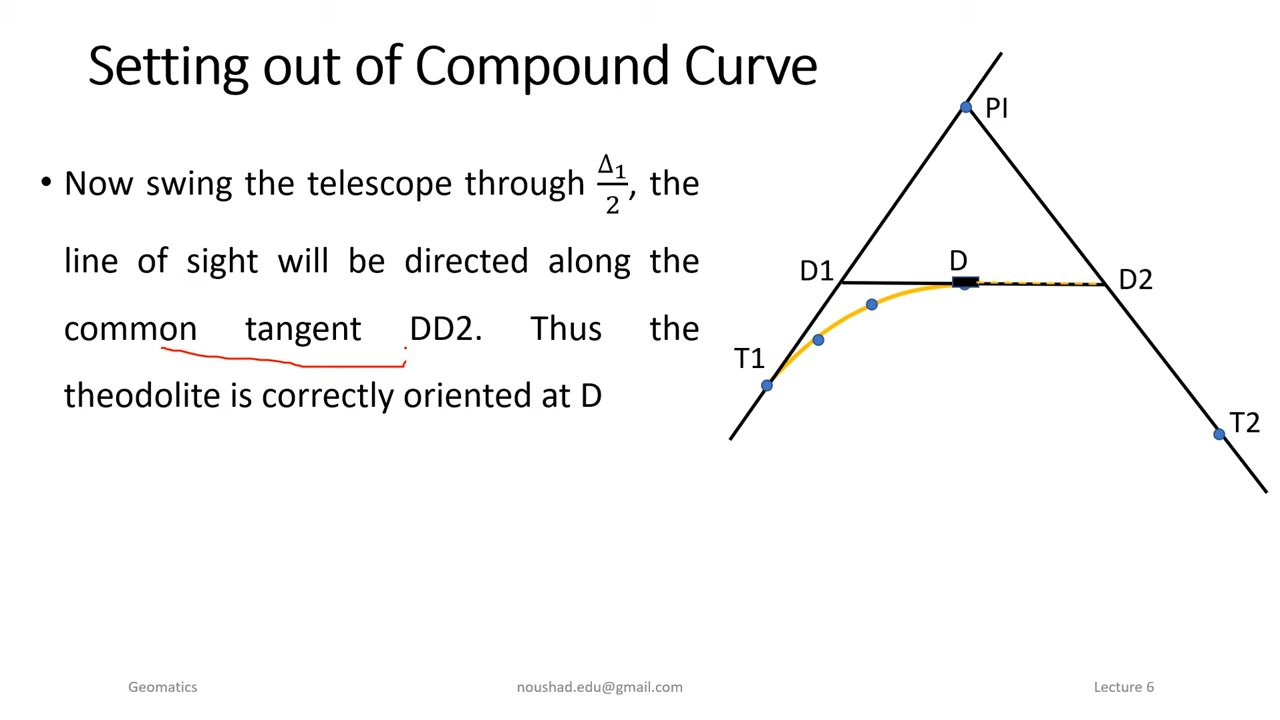 Setting out of Compound Curve
• Now swing the telescope through Δ₁/2, the
line of sight will be directed along the
common tangent DD2. Thus the
theodolite is correctly oriented at D
PI
D1
D
D2
T1
T2
Geomatics
noushad.edu@gmail.com
Lecture 6